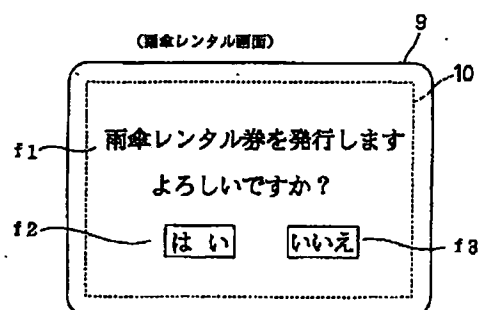 (雨傘レンタル画面)
9
10
f1
雨傘レンタル券を発行します
よろしいですか？
f2
はい
いいえ
f3